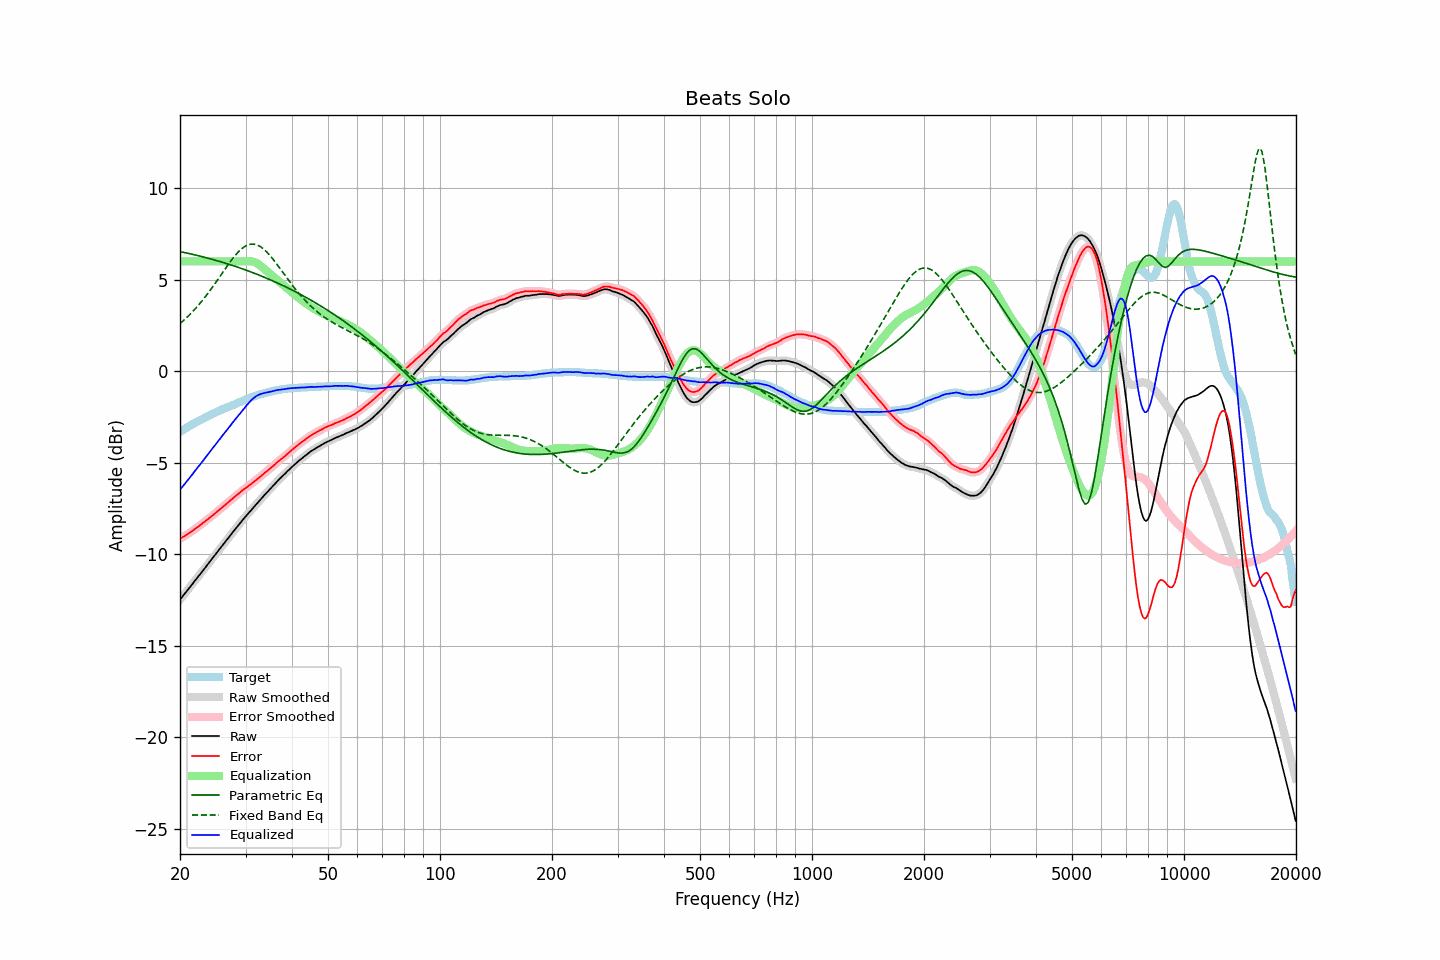 Beats Solo
Amplitude (dBr)
10
5
0
−5
−10
−15
−20
−25
Target
Raw Smoothed
Error Smoothed
Raw
Error
Equalization
Parametric Eq
Fixed Band Eq
Equalized
20 50 100 200 500 1000 2000 5000 10000 20000
Frequency (Hz)